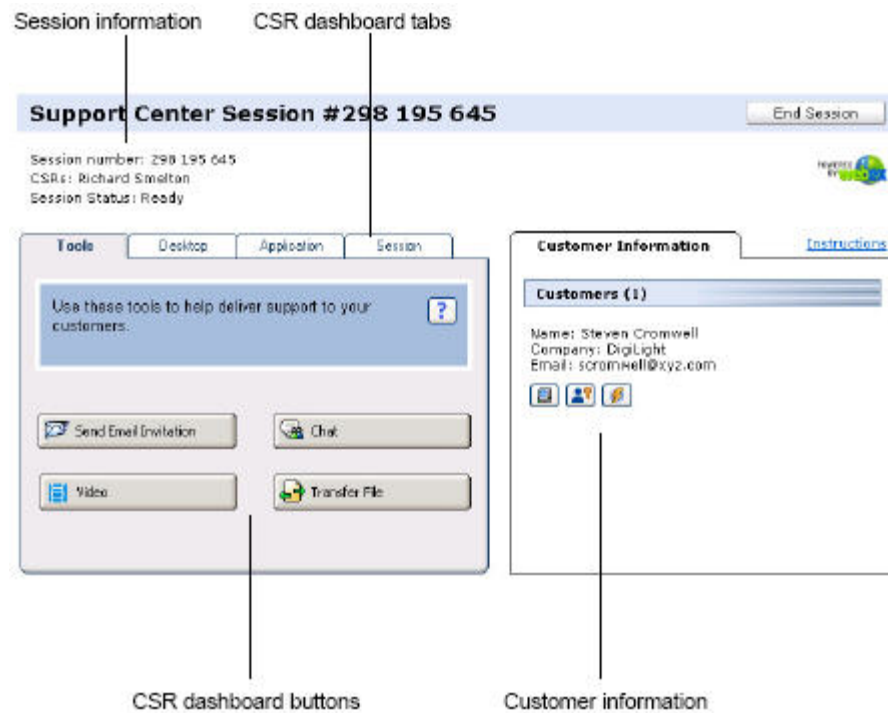 Session information
CSR dashboard tabs
Support Center Session #298 195 645
End Session
Session number: 298 195 645
CSRs: Richard Smelton
Session Status: Ready
POWERED
BY webex
Tools
Desktop
Application
Session
Customer Information
Instructions
Use these tools to help deliver support to your
customers.
?
Customers (1)
Name: Steven Cromwell
Company: DigiLight
Email: scromwell@xyz.com
Send Email Invitation
Chat
Video
Transfer File
CSR dashboard buttons
Customer information